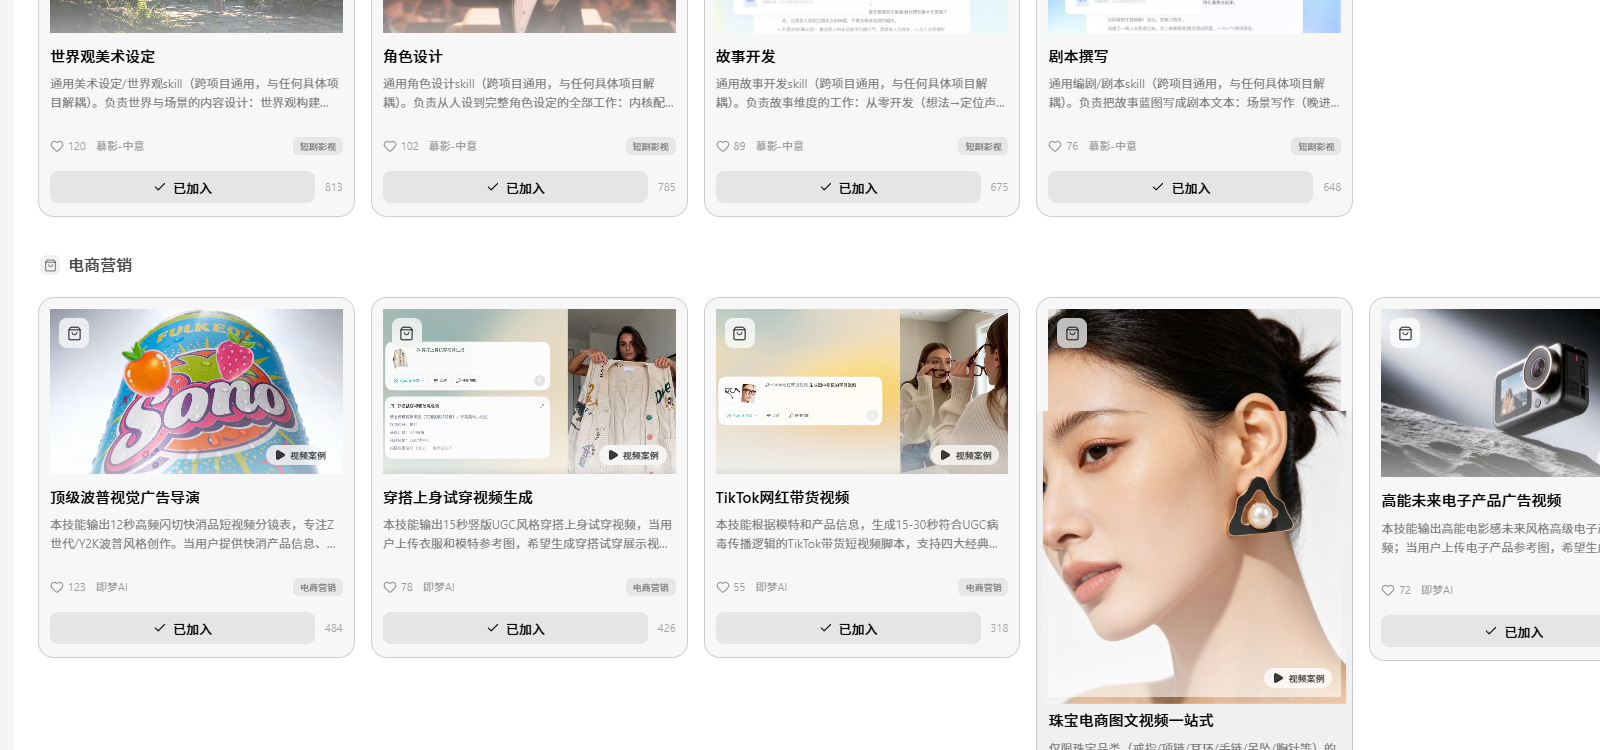 世界观美术设定
通用美术设定/世界观skill（跨项目通用，与任何具体项
目解耦）。负责世界与场景的内容设计：世界观构建...
120 慕影-中意
短剧影视
已加入
813
角色设计
通用角色设计skill（跨项目通用，与任何具体项目解
耦）。负责从人设到完整角色设定的全部工作：内核配...
102 慕影-中意
短剧影视
已加入
785
故事开发
通用故事开发skill（跨项目通用，与任何具体项目解
耦）。负责故事维度的工作：从零开发（想法→定位声...
89 慕影-中意
短剧影视
已加入
675
剧本撰写
通用编剧/剧本skill（跨项目通用，与任何具体项目解
耦）。负责把故事蓝图写成剧本文本：场景写作（晚进...
76 慕影-中意
短剧影视
已加入
648
电商营销
Sono
视频案例
顶级波普视觉广告导演
本技能输出12秒高频闪切快消品短视频分镜表，专注Z
世代/Y2K波普风格创作。当用户提供快消产品信息、...
123 即梦AI
电商营销
已加入
484
视频案例
穿搭上身试穿视频生成
本技能输出15秒竖版UGC风格穿搭上身试穿视频，当用
户上传衣服和模特参考图，希望生成穿搭试穿展示视...
78 即梦AI
电商营销
已加入
426
视频案例
TikTok网红带货视频
本技能根据模特和产品信息，生成15-30秒符合UGC病
毒传播逻辑的TikTok带货短视频脚本，支持四大经典...
55 即梦AI
电商营销
已加入
318
视频案例
珠宝电商图文视频一站式
仅限珠宝品类（戒指/项链/耳环/手链/吊坠/胸针等）的
高能未来电子产品广告视频
本技能输出高能电影感未来风格高级电子
频；当用户上传电子产品参考图，希望生
72 即梦AI
已加入